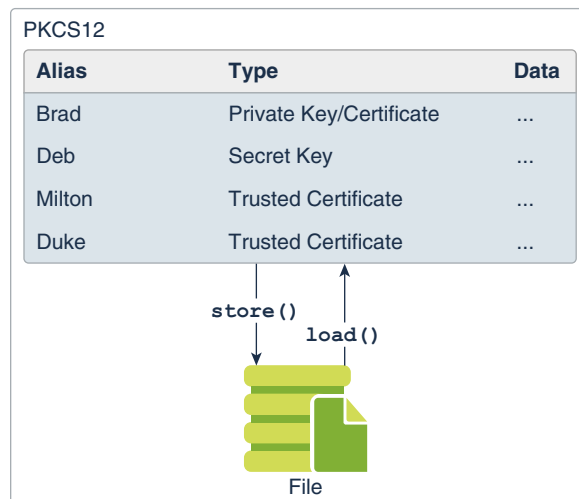 PKCS12
Alias Type Data
Brad Private Key/Certificate ...
Deb Secret Key ...
Milton Trusted Certificate ...
Duke Trusted Certificate ...
store()
load()
File